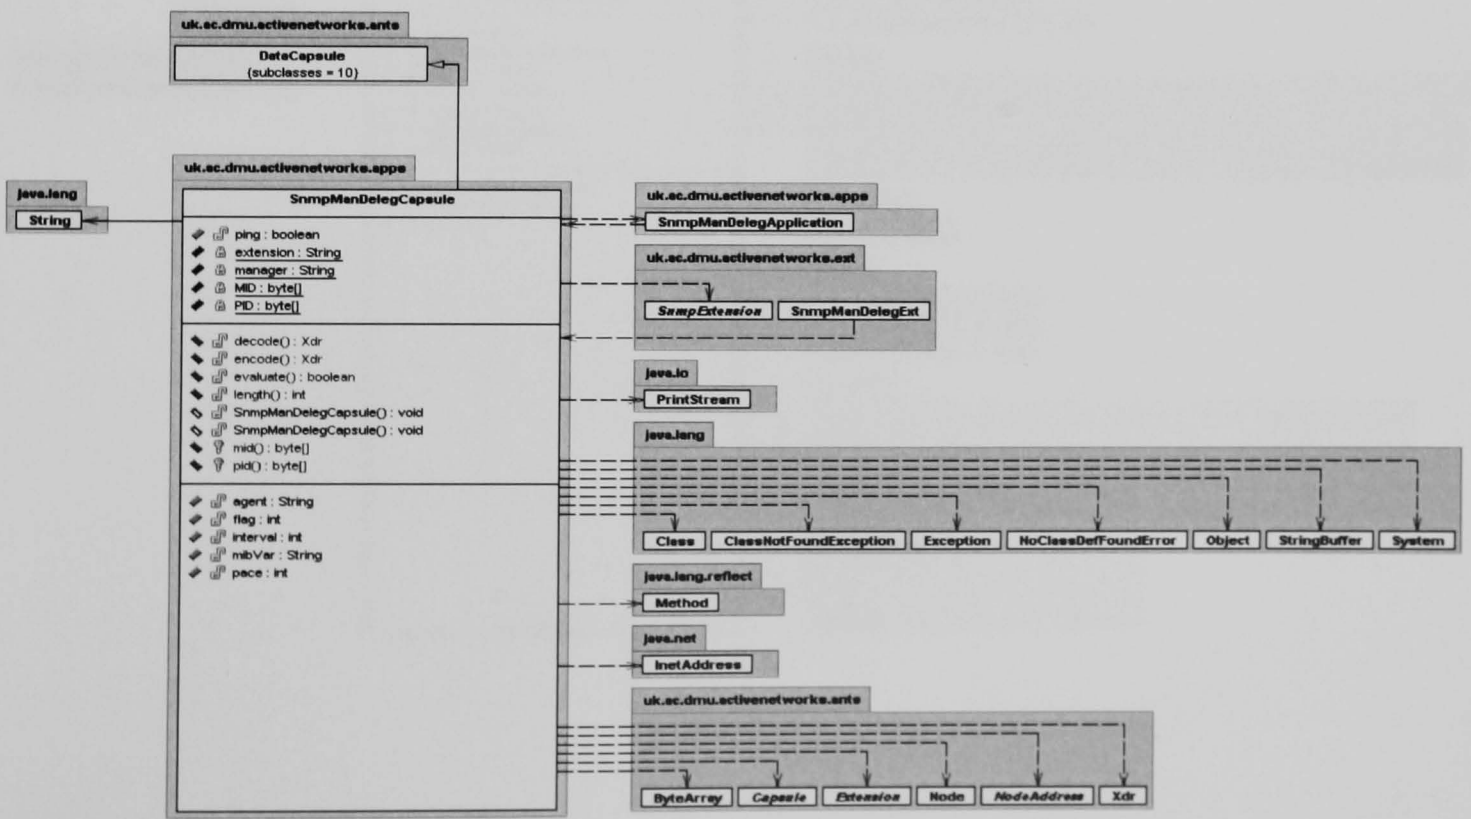 uk.ac.dmu.activenetworks.ants
DataCapsule
{subclasses = 10}
uk.ac.dmu.activenetworks.apps
java.lang
String
SnmpManDelegCapsule
ping : boolean
extension : String
manager : String
MID : byte[]
PID : byte[]
decode() : Xdr
encode() : Xdr
evaluate() : boolean
length() : int
SnmpManDelegCapsule() : void
SnmpManDelegCapsule() : void
mid() : byte[]
pid() : byte[]
agent : String
flag : int
interval : int
mibVar : String
pace : int
uk.ac.dmu.activenetworks.apps
SnmpManDelegApplication
uk.ac.dmu.activenetworks.ext
SnmpExtension SnmpManDelegExt
java.io
PrintStream
java.lang
Class ClassNotFoundException Exception NoClassDefFoundError Object StringBuffer System
java.lang.reflect
Method
java.net
InetAddress
uk.ac.dmu.activenetworks.ants
ByteArray Capsule Extension Node NodeAddress Xdr